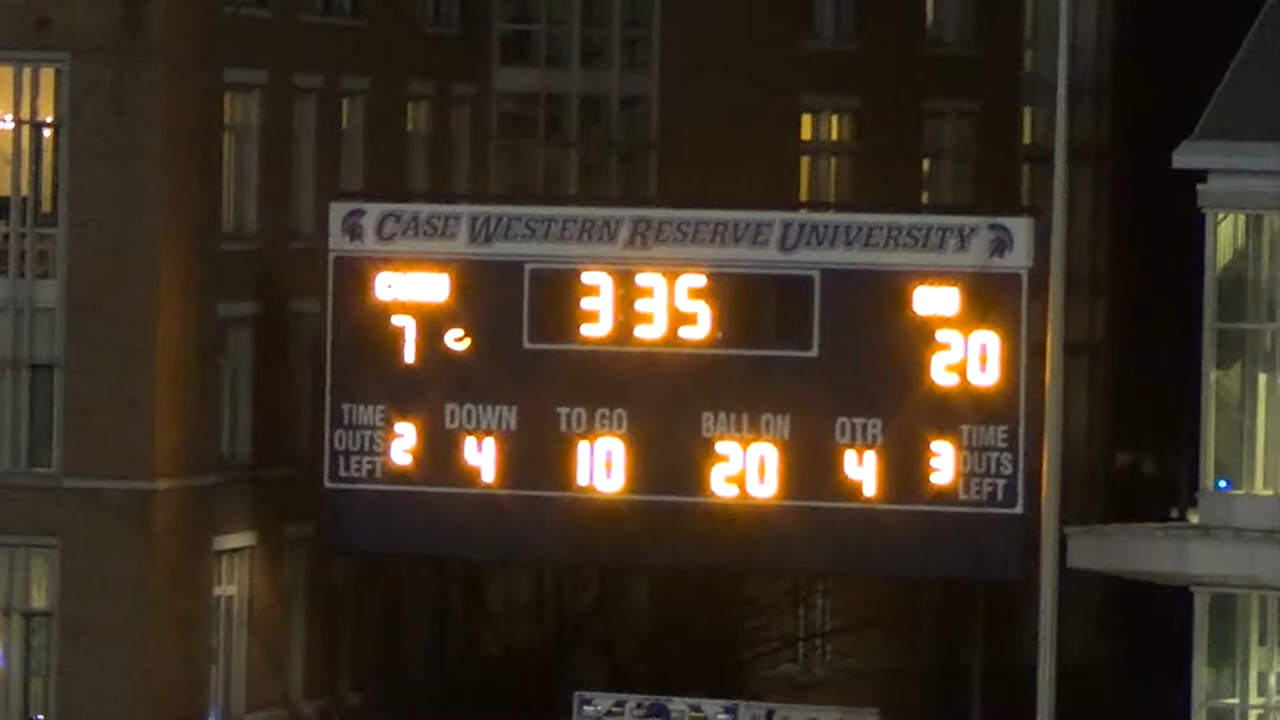 CASE WESTERN RESERVE UNIVERSITY
3:35
7 20
TIME OUTS LEFT 2
DOWN 4
TO GO 10
BALL ON 20
QTR 4
3 TIME OUTS LEFT